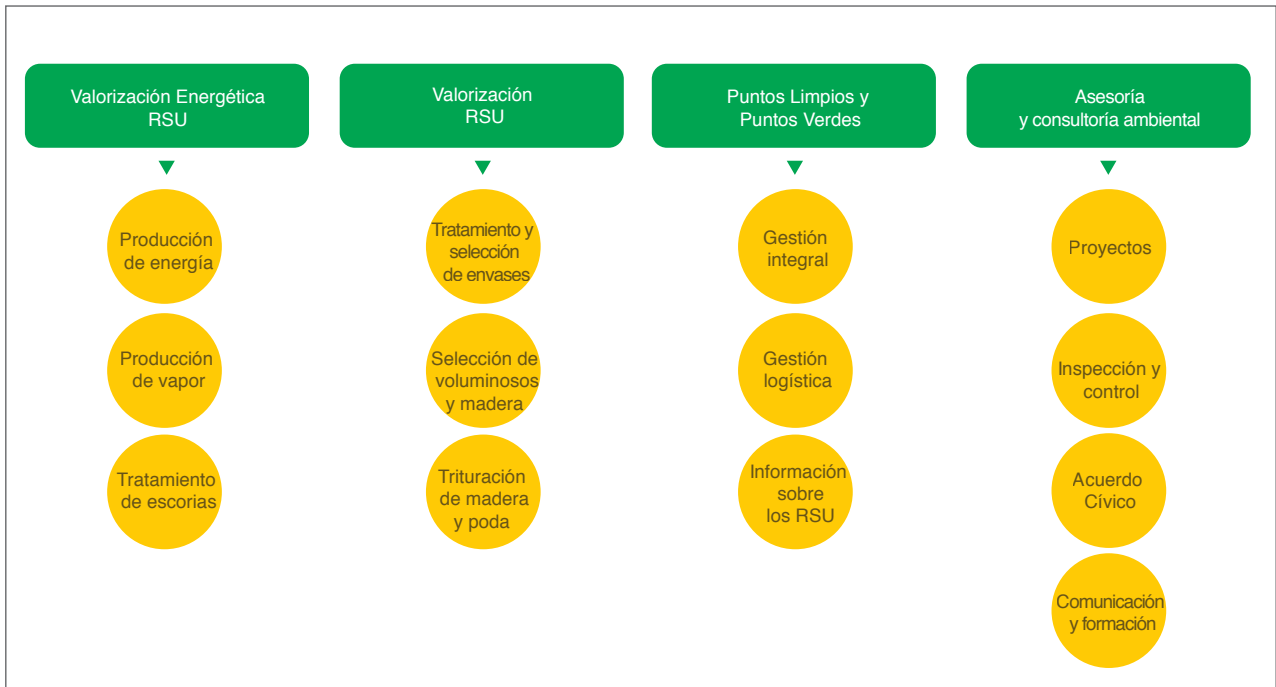 Valorización Energética
RSU
Producción
de energía
Producción
de vapor
Tratamiento
de escorias
Valorización
RSU
Tratamiento y
selección
de envases
Selección de
voluminosos
y madera
Trituración
de madera
y poda
Puntos Limpios y
Puntos Verdes
Gestión
integral
Gestión
logística
Información
sobre
los RSU
Asesoría
y consultoría ambiental
Proyectos
Inspección y
control
Acuerdo
Cívico
Comunicación
y formación